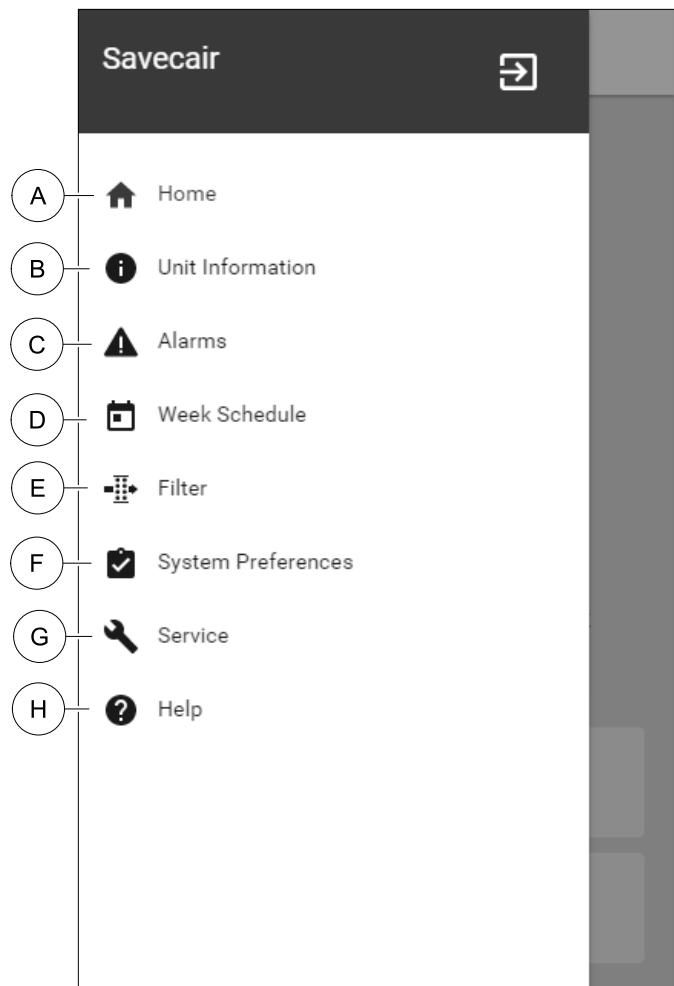 Savecair
A Home
B Unit Information
C Alarms
D Week Schedule
E Filter
F System Preferences
G Service
H Help